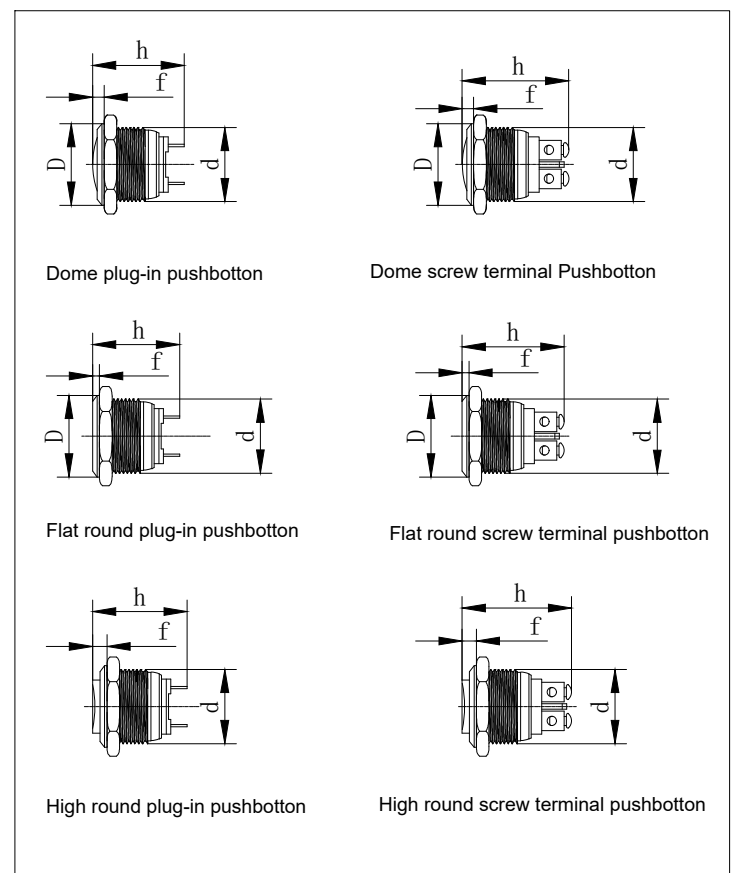 h h
f f
D d D d
Dome plug-in pushbotton Dome screw terminal Pushbotton
h h
f f
D d D d
Flat round plug-in pushbotton Flat round screw terminal pushbotton
h h
f f
d d
High round plug-in pushbotton High round screw terminal pushbotton